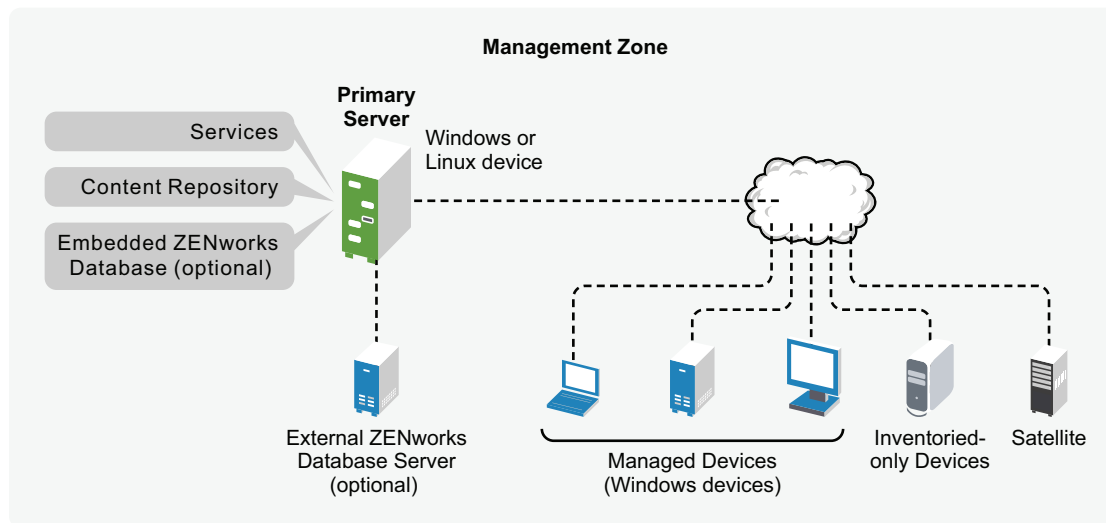 Management Zone
Primary
Server
Windows or
Linux device
Services
Content Repository
Embedded ZENworks
Database (optional)
External ZENworks
Database Server
(optional)
Managed Devices
(Windows devices)
Inventoried-
only Devices
Satellite